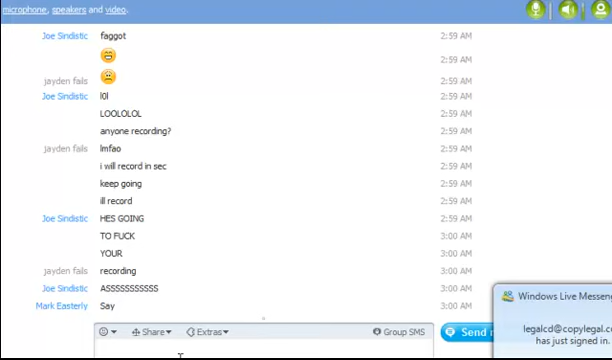 microphone, speakers and video.
Joe Sindistic faggot 2:59 AM
2:59 AM
jayden fails 2:59 AM
Joe Sindistic l0l 2:59 AM
LOOLOLOL 2:59 AM
anyone recording? 2:59 AM
jayden fails lmfao 2:59 AM
i will record in sec 2:59 AM
keep going 2:59 AM
ill record 2:59 AM
Joe Sindistic HES GOING 2:59 AM
TO FUCK 3:00 AM
YOUR 3:00 AM
jayden fails recording 3:00 AM
Joe Sindistic ASSSSSSSSSSS 3:00 AM
Mark Easterly Say 3:00 AM
Windows Live Messeng
Share Extras Group SMS Send
legalcd@copylegal.c
has just signed in.